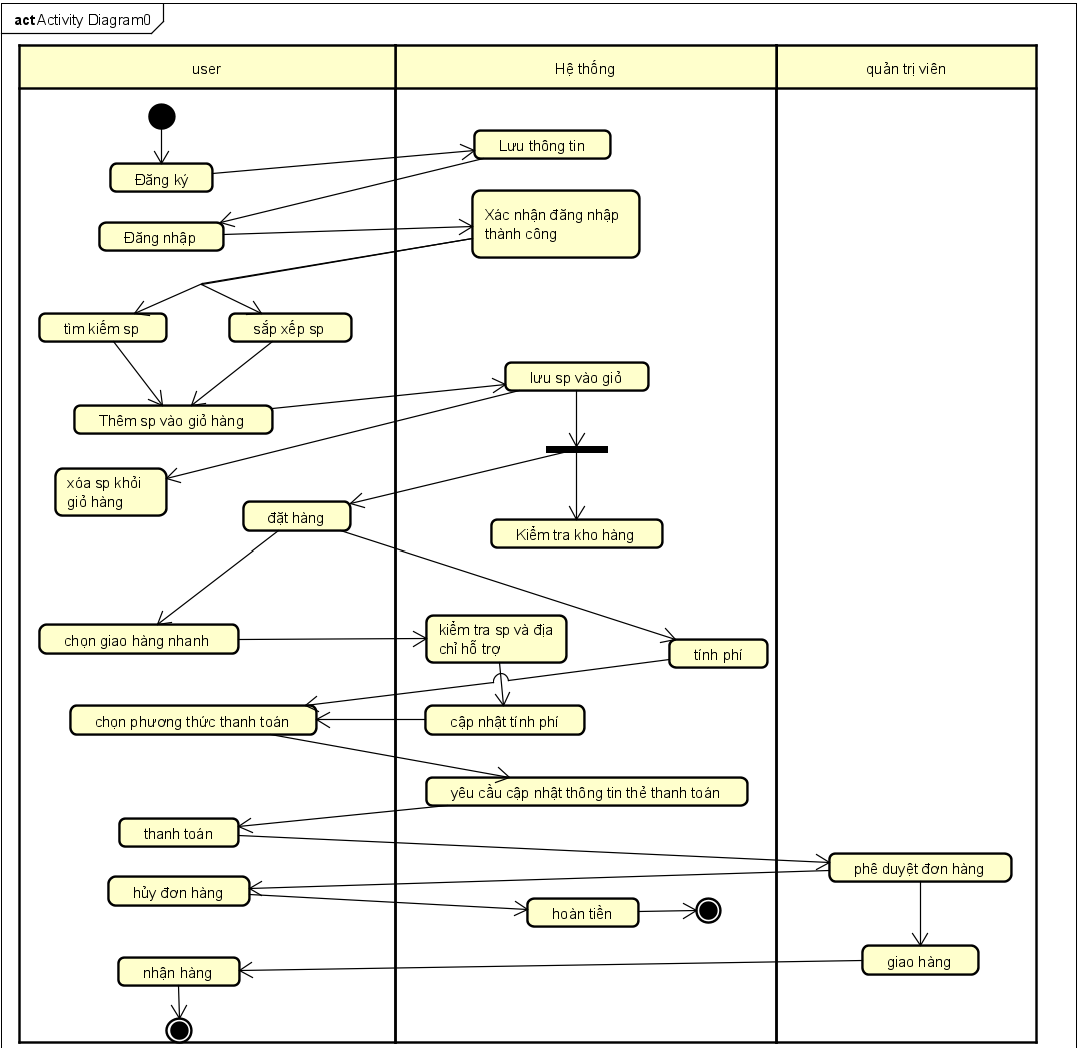 act Activity Diagram0
user
Hệ thống
quản trị viên
Lưu thông tin
Đăng ký
Xác nhận đăng nhập
thành công
Đăng nhập
tìm kiếm sp
sắp xếp sp
lưu sp vào giỏ
Thêm sp vào giỏ hàng
xóa sp khỏi
giỏ hàng
đặt hàng
Kiểm tra kho hàng
chọn giao hàng nhanh
kiểm tra sp và địa
chỉ hỗ trợ
tính phí
chọn phương thức thanh toán
cập nhật tính phí
yêu cầu cập nhật thông tin thẻ thanh toán
thanh toán
phê duyệt đơn hàng
hủy đơn hàng
hoàn tiền
giao hàng
nhận hàng